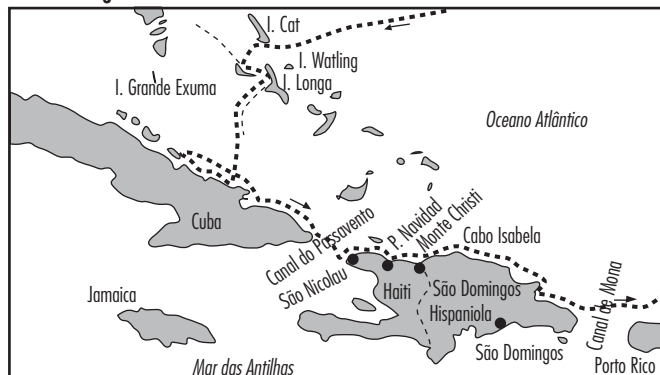 I. Cat
I. Watling
I. Grande Exuma
I. Longa
Oceano Atlântico
Canal do Passavento
P. Navidad
Monte Christi
Cuba
Cabo Isabela
São Nicolau
Haiti
São Domingos
Hispaniola
Canal de Mona
Jamaica
São Domingos
Porto Rico
Mar das Antilhas